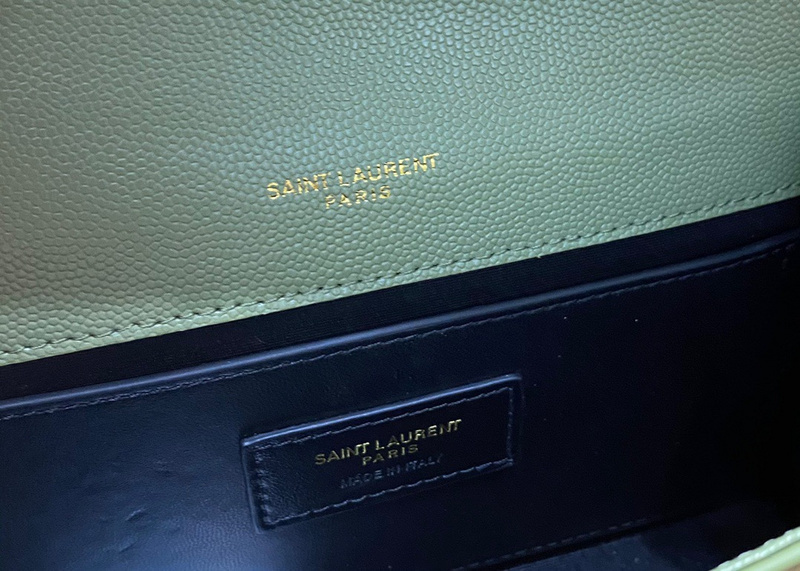 SAINT LAURENT
PARIS
SAINT LAURENT
PARIS
MADE IN ITALY